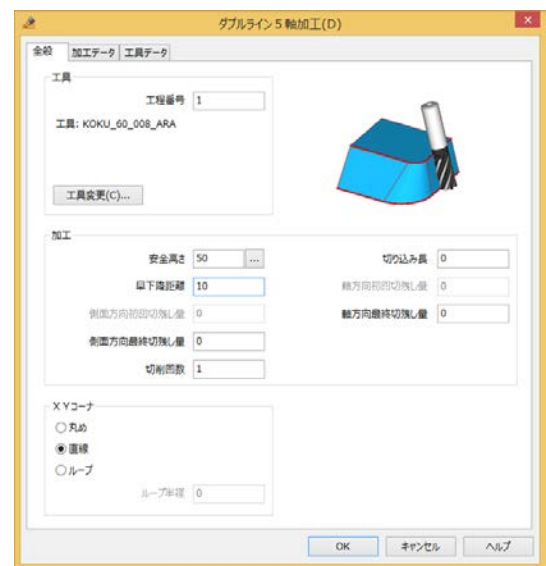 ダブルライン５軸加工(D)
全般 加工データ 工具データ
工具
工程番号 1
工具: KOKU_60_008_ARA
工具変更(C)...
加工
安全高さ 50 ... 切り込み長 0
早下降距離 10 軸方向初回切残し量 0
側面方向初回切残し量 0 軸方向最終切残し量 0
側面方向最終切残し量 0
切削回数 1
ＸＹコーナ
丸め
直線
ループ
ループ半径 0
OK キャンセル ヘルプ